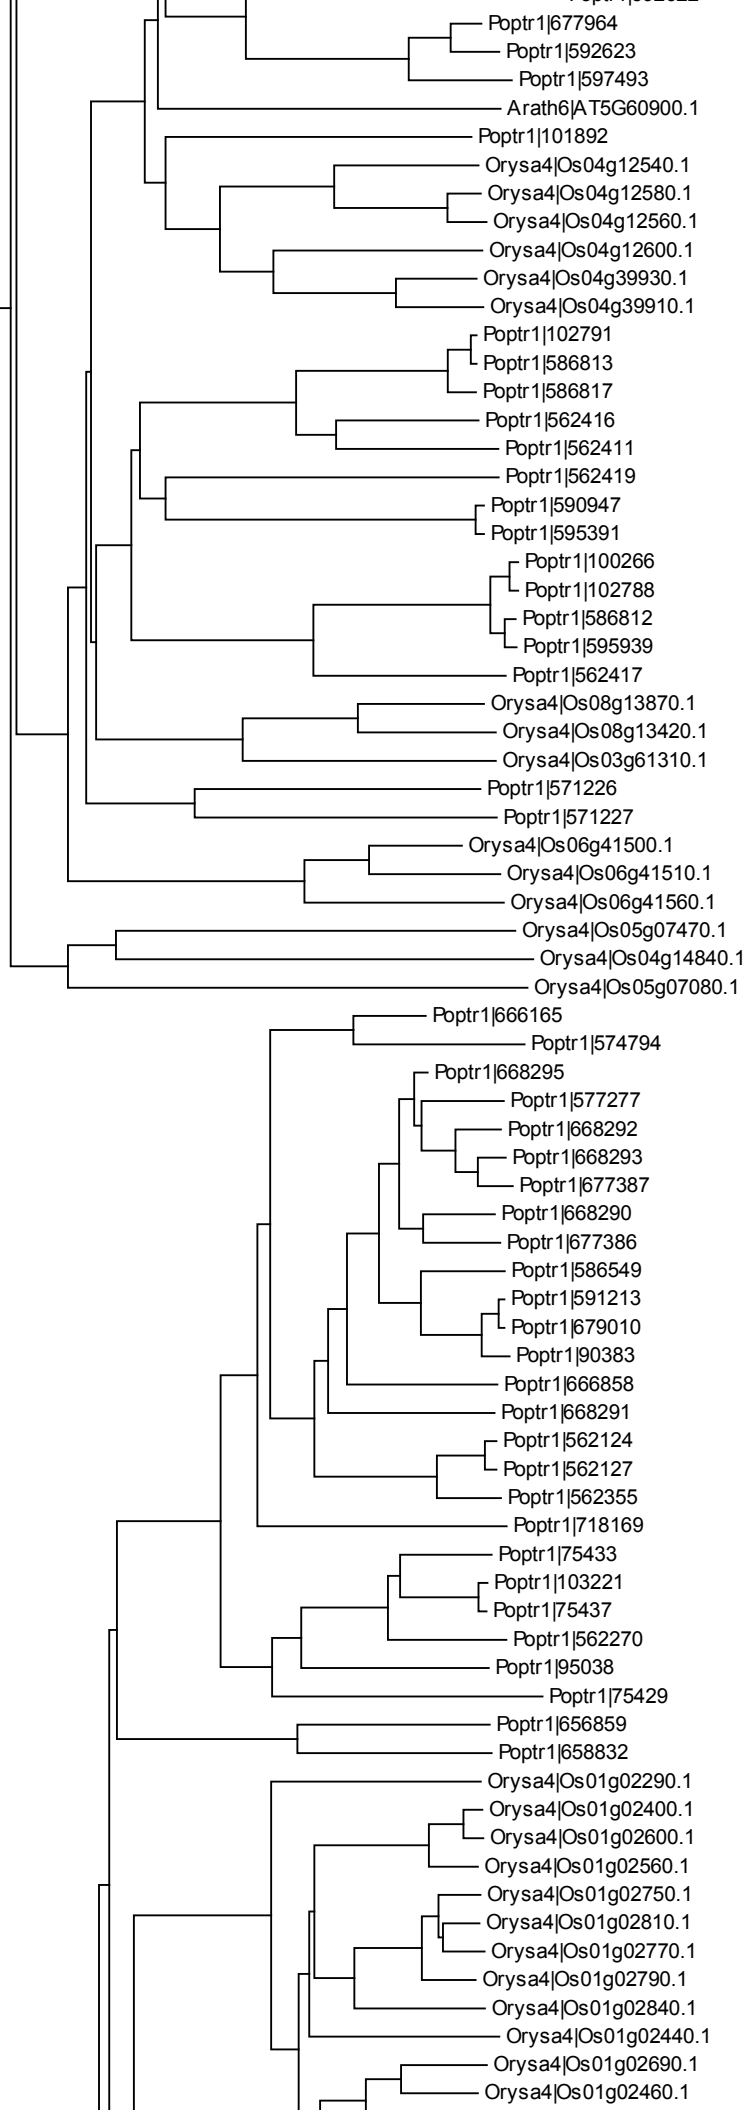 Poptr1|677964
Poptr1|592623
Poptr1|597493
Arath6|AT5G60900.1
Poptr1|101892
Orysa4|Os04g12540.1
Orysa4|Os04g12580.1
Orysa4|Os04g12560.1
Orysa4|Os04g12600.1
Orysa4|Os04g39930.1
Orysa4|Os04g39910.1
Poptr1|102791
Poptr1|586813
Poptr1|586817
Poptr1|562416
Poptr1|562411
Poptr1|562419
Poptr1|590947
Poptr1|595391
Poptr1|100266
Poptr1|102788
Poptr1|586812
Poptr1|595939
Poptr1|562417
Orysa4|Os08g13870.1
Orysa4|Os08g13420.1
Orysa4|Os03g61310.1
Poptr1|571226
Poptr1|571227
Orysa4|Os06g41500.1
Orysa4|Os06g41510.1
Orysa4|Os06g41560.1
Orysa4|Os05g07470.1
Orysa4|Os04g14840.1
Orysa4|Os05g07080.1
Poptr1|666165
Poptr1|574794
Poptr1|668295
Poptr1|577277
Poptr1|668292
Poptr1|668293
Poptr1|677387
Poptr1|668290
Poptr1|677386
Poptr1|586549
Poptr1|591213
Poptr1|679010
Poptr1|90383
Poptr1|666858
Poptr1|668291
Poptr1|562124
Poptr1|562127
Poptr1|562355
Poptr1|718169
Poptr1|75433
Poptr1|103221
Poptr1|75437
Poptr1|562270
Poptr1|95038
Poptr1|75429
Poptr1|656859
Poptr1|658832
Orysa4|Os01g02290.1
Orysa4|Os01g02400.1
Orysa4|Os01g02600.1
Orysa4|Os01g02560.1
Orysa4|Os01g02750.1
Orysa4|Os01g02810.1
Orysa4|Os01g02770.1
Orysa4|Os01g02790.1
Orysa4|Os01g02840.1
Orysa4|Os01g02440.1
Orysa4|Os01g02690.1
Orysa4|Os01g02460.1